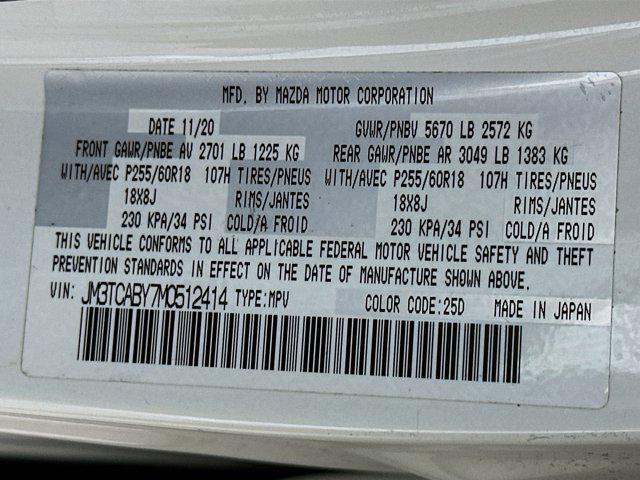 MFD. BY MAZDA MOTOR CORPORATION
DATE 11/20 GVWR/PNBV 5670 LB 2572 KG
FRONT GAWR/PNBE AV 2701 LB 1225 KG REAR GAWR/PNBE AR 3049 LB 1383 KG
WITH/AVEC P255/60R18 107H TIRES/PNEUS WITH/AVEC P255/60R18 107H TIRES/PNEUS
18X8J RIMS/JANTES 18X8J RIMS/JANTES
230 KPA/34 PSI COLD/A FROID 230 KPA/34 PSI COLD/A FROID
THIS VEHICLE CONFORMS TO ALL APPLICABLE FEDERAL MOTOR VEHICLE SAFETY AND THEFT
PREVENTION STANDARDS IN EFFECT ON THE DATE OF MANUFACTURE SHOWN ABOVE.
VIN: JM3TCABY7M0512414 TYPE:MPV COLOR CODE:25D MADE IN JAPAN